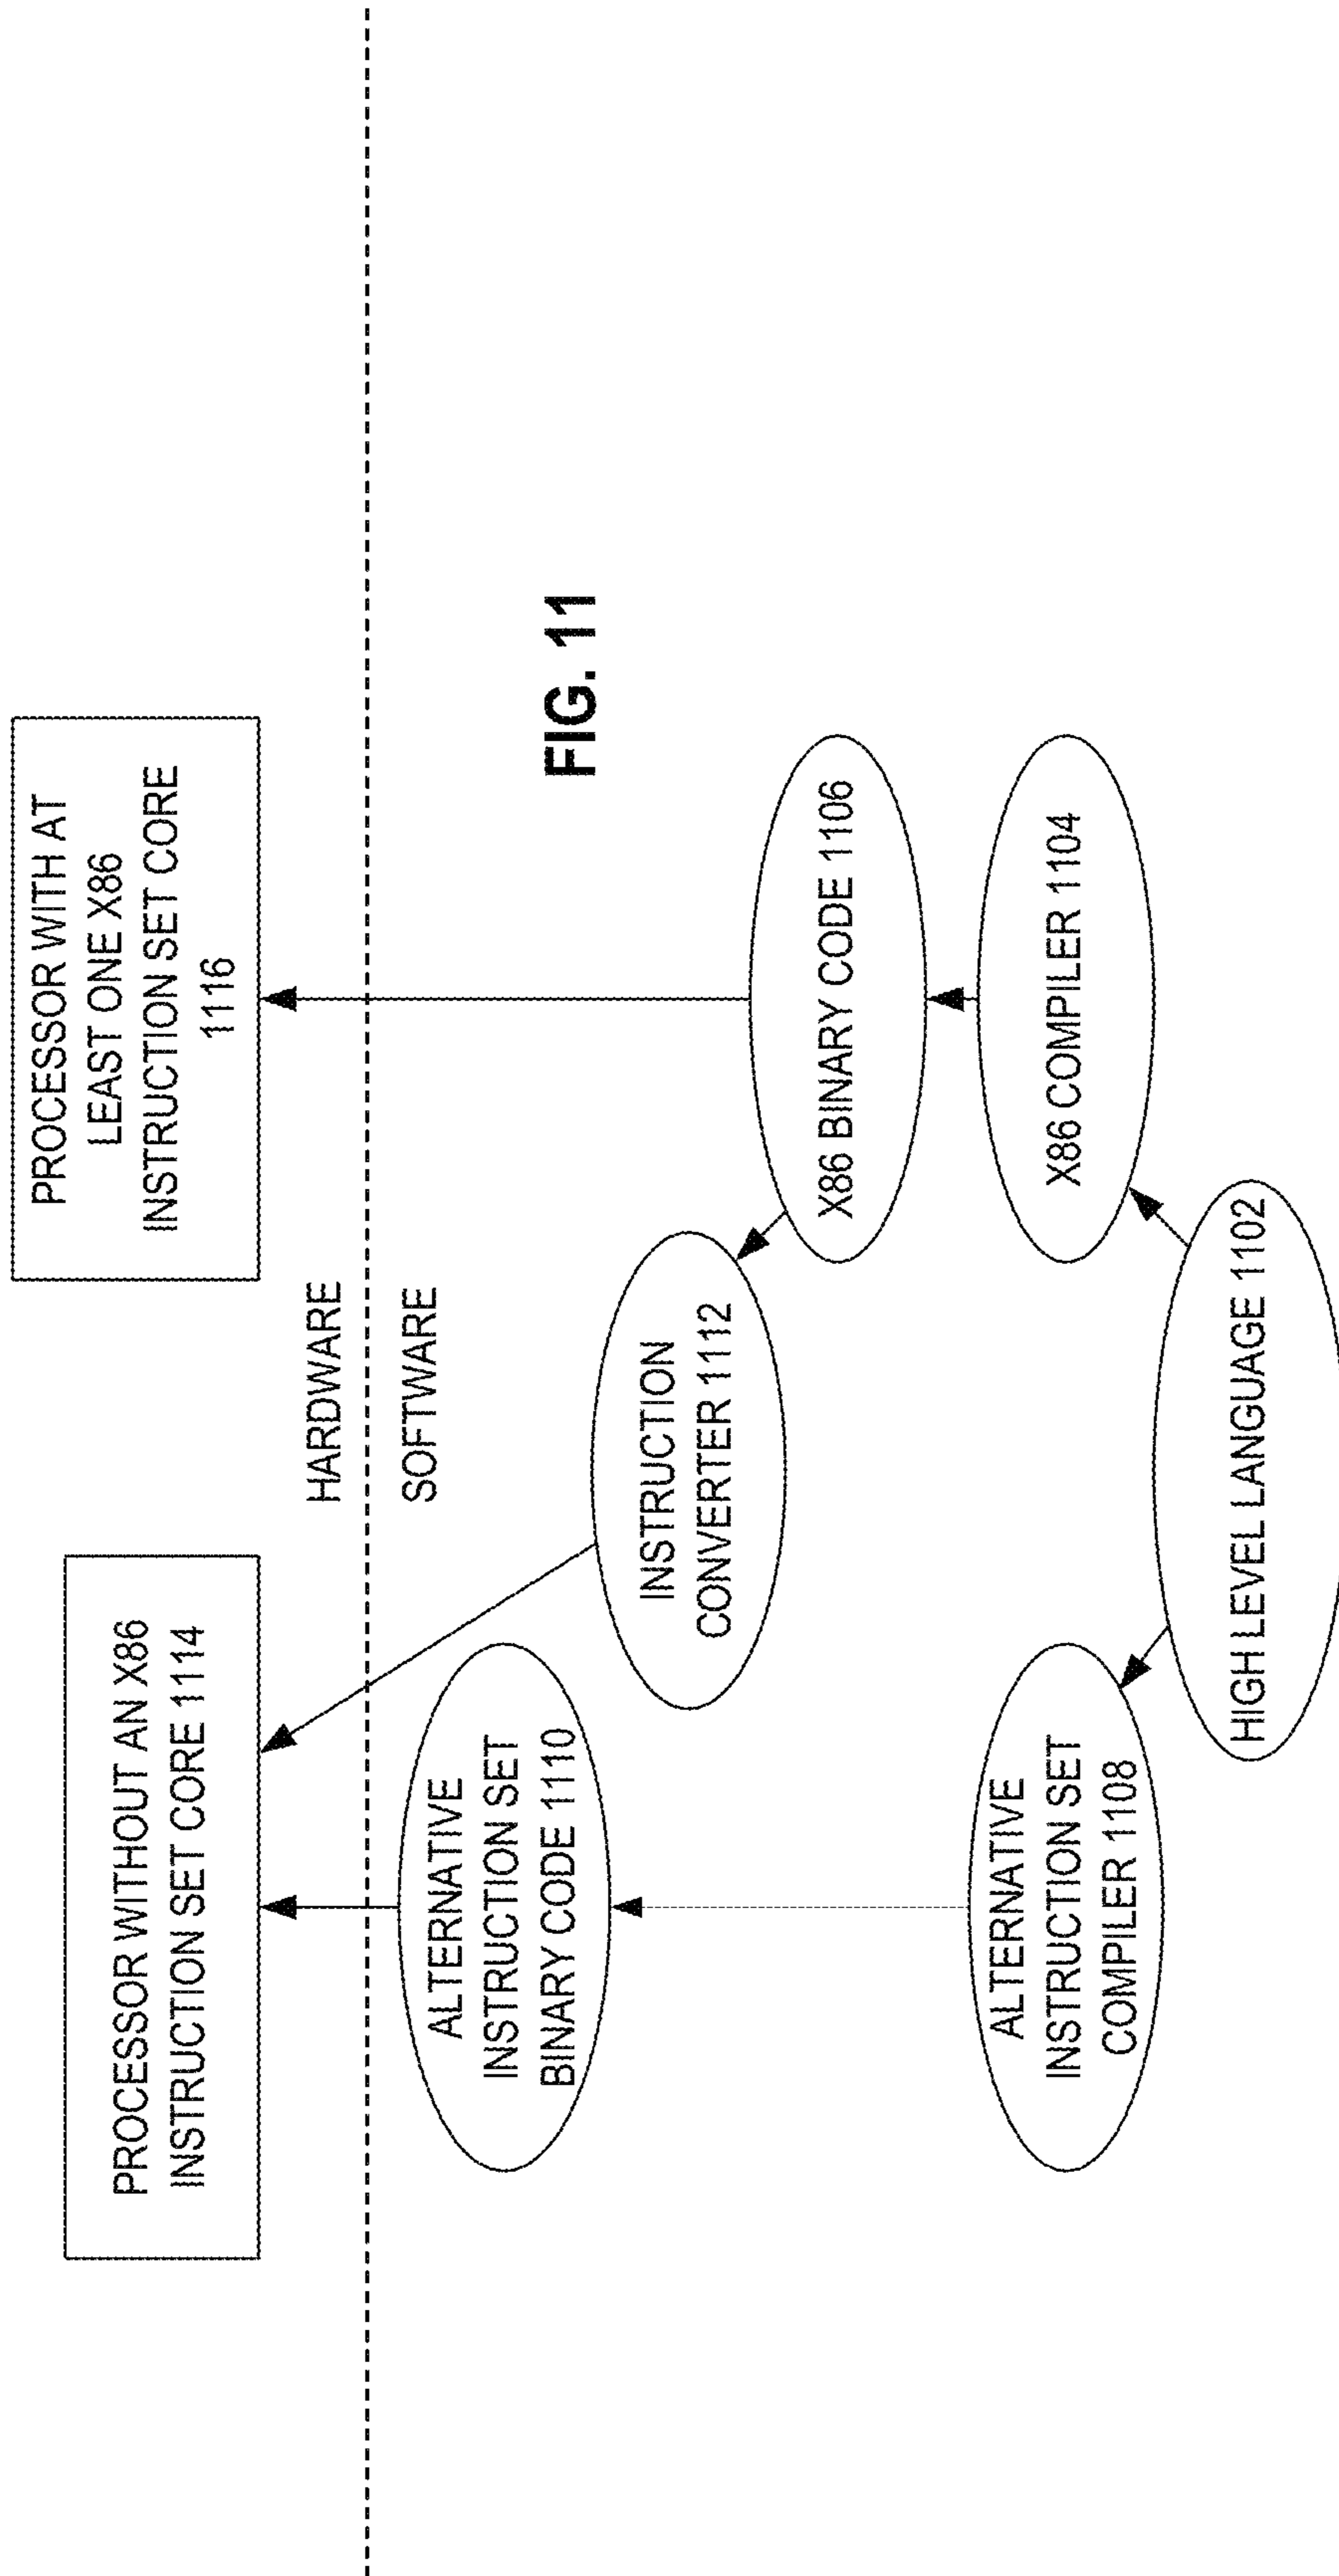 PROCESSOR WITHOUT AN X86
INSTRUCTION SET CORE 1114
PROCESSOR WITH AT
LEAST ONE X86
INSTRUCTION SET CORE
1116
HARDWARE
SOFTWARE
ALTERNATIVE
INSTRUCTION SET
BINARY CODE 1110
INSTRUCTION
CONVERTER 1112
FIG. 11
X86 BINARY CODE 1106
ALTERNATIVE
INSTRUCTION SET
COMPILER 1108
X86 COMPILER 1104
HIGH LEVEL LANGUAGE 1102